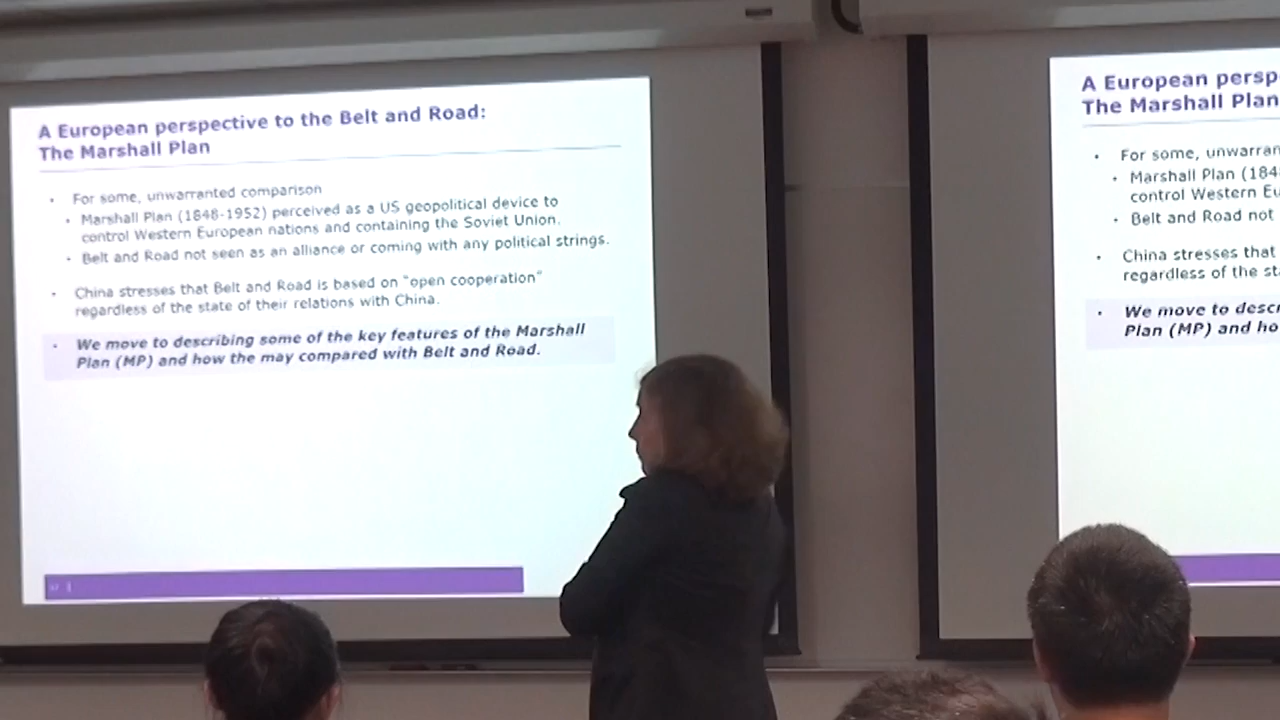 A European perspective to the Belt and Road:
The Marshall Plan
For some, unwarranted comparison
Marshall Plan (1848-1952) perceived as a US geopolitical device to
control Western European nations and containing the Soviet Union.
Belt and Road not seen as an alliance or coming with any political strings.
China stresses that Belt and Road is based on "open cooperation"
regardless of the state of their relations with China.
We move to describing some of the key features of the Marshall
Plan (MP) and how the may compared with Belt and Road.
A European persp
The Marshall Plan
For some, unwarran
Marshall Plan (184
control Western Eu
Belt and Road not
China stresses that
regardless of the st
We move to descr
Plan (MP) and ho